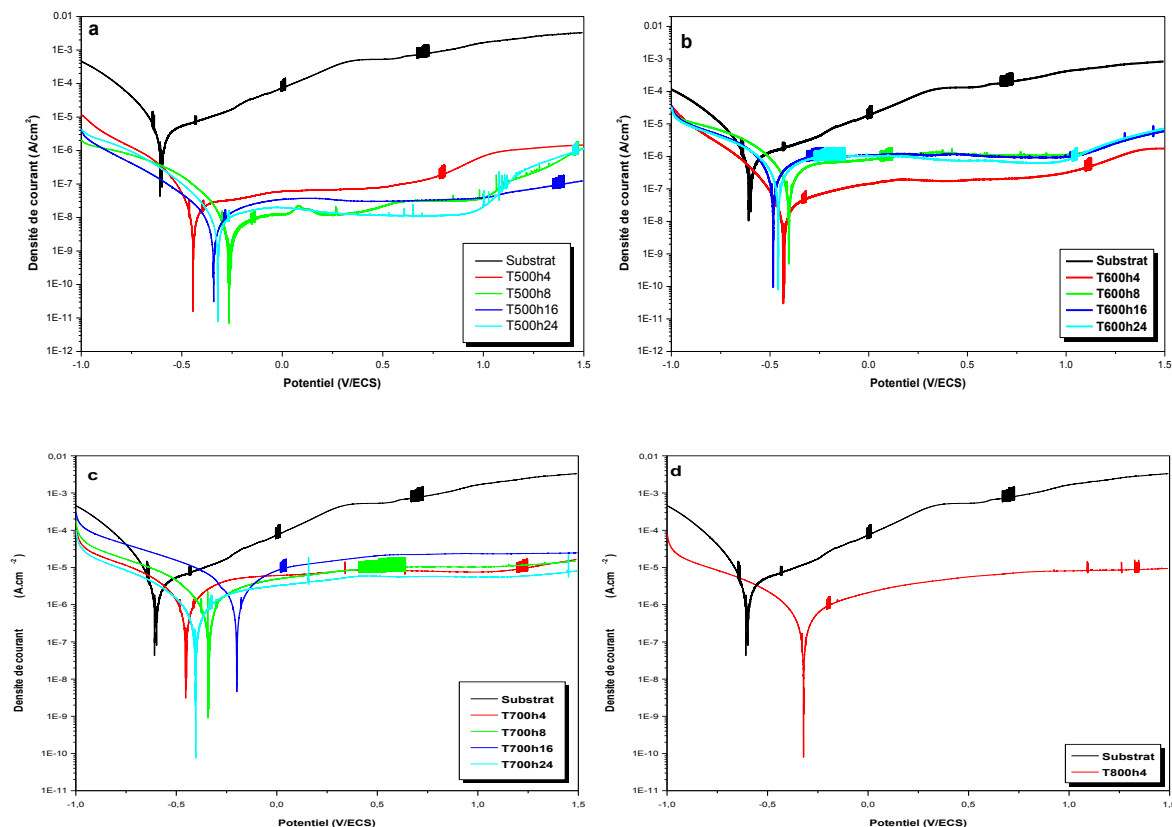 a
Densité de courant (A/cm²)
0.01
1E-3
1E-4
1E-5
1E-6
1E-7
1E-8
1E-9
1E-10
1E-11
1E-12
-1.0
-0.5
0.0
0.5
1.0
1.5
Potentiel (V/ECS)
Substrat
T500h4
T500h8
T500h16
T500h24
b
Densité de courant (A/cm²)
0.01
1E-3
1E-4
1E-5
1E-6
1E-7
1E-8
1E-9
1E-10
1E-11
1E-12
-1.0
-0.5
0.0
0.5
1.0
1.5
Potentiel (V/ECS)
Substrat
T600h4
T600h8
T600h16
T600h24
c
Densite de courant (A.cm⁻²)
0,01
1E-3
1E-4
1E-5
1E-6
1E-7
1E-8
1E-9
1E-10
1E-11
-1,0
-0,5
0,0
0,5
1,0
1,5
Potentiel (V/ECS)
Substrat
T700h4
T700h8
T700h16
T700h24
d
Densite de courant (A.cm⁻²)
0,01
1E-3
1E-4
1E-5
1E-6
1E-7
1E-8
1E-9
1E-10
1E-11
-1,0
-0,5
0,0
0,5
1,0
1,5
Potentiel (V/ECS)
Substrat
T800h4